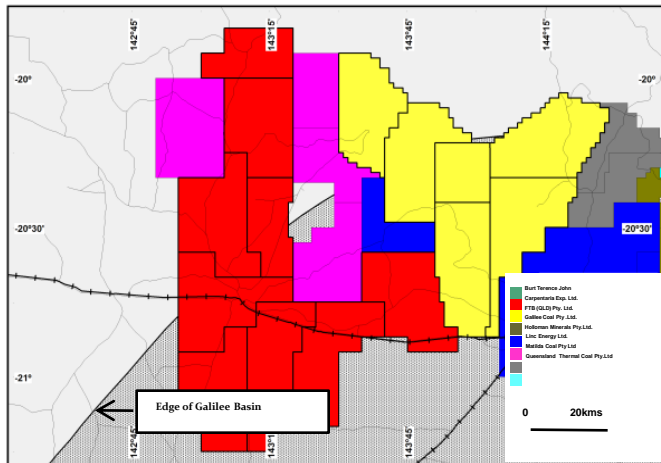 142°45'
143°15'
143°45'
144°15'
-20°
-20°
-20°30'
-20°30'
Burt Terence John
Carpentaria Exp. Ltd.
FTB (QLD) Pty. Ltd.
Galilee Coal Pty .Ltd.
Holloman Minerals Pty.Ltd.
Linc Energy Ltd.
Matilda Coal Pty.Ltd
Queensland Thermal Coal Pty.Ltd
-21°
Edge of Galilee Basin
0 20kms
142°45'
143°1
143°45'